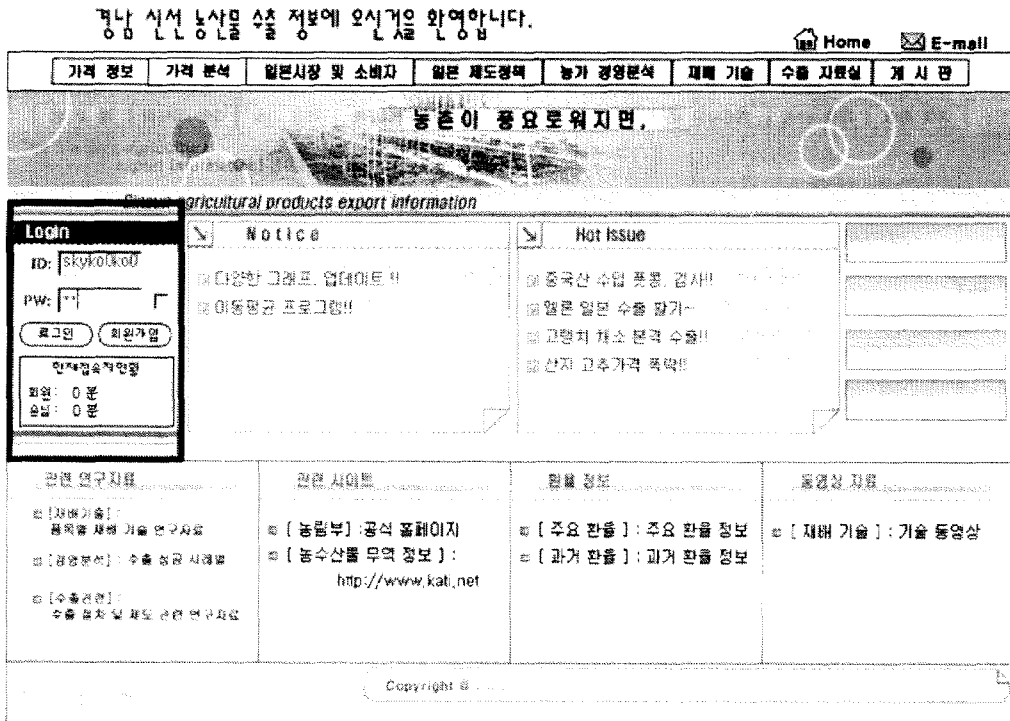 경남 신선 농산물 수출 정보에 오신것을 환영합니다.
Home E-mail
가격 정보 가격 분석 일본시장 및 소비자 일본 제도정책 농가 경영분석 재배 기술 수출 자료실 게 시 판
농촌이 풍요로워지면,
agricultural products export information
Login
ID: skyko0ko0
PW: **
로그인 회원가입
현재접속자현황
회원: 0 분
손님: 0 분
Notice
다양한 그래프, 업데이트 !!
이동평균 프로그램!!
Hot Issue
중국산 수입 풋콩, 검사!!
멜론 일본 수출 활기~
고랭지 채소 본격 수출!!
산지 고추가격 폭락!!
관련 연구자료
[재배기술] :
품목별 재배 기술 연구자료
[경영분석] : 수출 성공 사례별
[수출관련] :
수출 절차 및 제도 관련 연구자료
관련 사이트
[ 농림부] :공식 홈페이지
[ 농수산물 무역 정보 ] :
http://www.kati.net
환율 정보
[ 주요 환율 ] : 주요 환율 정보
[ 과거 환율 ] : 과거 환율 정보
동영상 자료
[ 재배 기술 ] : 기술 동영상
Copyright ©